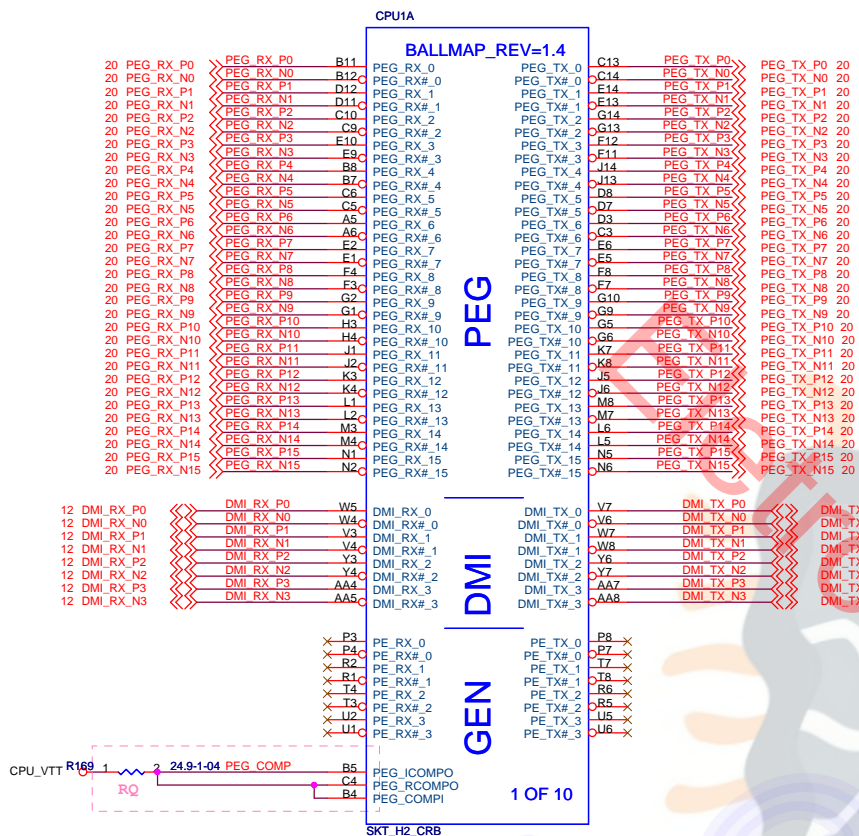 CPU1A
BALLMAP_REV=1.4
20 PEG_RX_P0 PEG_RX_P0 B11 PEG_RX_0 PEG_TX_0 C13 PEG_TX_P0 PEG_TX_P0 20
20 PEG_RX_N0 PEG_RX_N0 B12 PEG_RX#_0 PEG_TX#_0 C14 PEG_TX_N0 PEG_TX_N0 20
20 PEG_RX_P1 PEG_RX_P1 D12 PEG_RX_1 PEG_TX_1 E14 PEG_TX_P1 PEG_TX_P1 20
20 PEG_RX_N1 PEG_RX_N1 D11 PEG_RX#_1 PEG_TX#_1 E13 PEG_TX_N1 PEG_TX_N1 20
20 PEG_RX_P2 PEG_RX_P2 C10 PEG_RX_2 PEG_TX_2 G14 PEG_TX_P2 PEG_TX_P2 20
20 PEG_RX_N2 PEG_RX_N2 C9 PEG_RX#_2 PEG_TX#_2 G13 PEG_TX_N2 PEG_TX_N2 20
20 PEG_RX_P3 PEG_RX_P3 E10 PEG_RX_3 PEG_TX_3 F12 PEG_TX_P3 PEG_TX_P3 20
20 PEG_RX_N3 PEG_RX_N3 E9 PEG_RX#_3 PEG_TX#_3 F11 PEG_TX_N3 PEG_TX_N3 20
20 PEG_RX_P4 PEG_RX_P4 B8 PEG_RX_4 PEG_TX_4 J14 PEG_TX_P4 PEG_TX_P4 20
20 PEG_RX_N4 PEG_RX_N4 B7 PEG_RX#_4 PEG_TX#_4 J13 PEG_TX_N4 PEG_TX_N4 20
20 PEG_RX_P5 PEG_RX_P5 C6 PEG_RX_5 PEG_TX_5 D8 PEG_TX_P5 PEG_TX_P5 20
20 PEG_RX_N5 PEG_RX_N5 C5 PEG_RX#_5 PEG_TX#_5 D7 PEG_TX_N5 PEG_TX_N5 20
20 PEG_RX_P6 PEG_RX_P6 A5 PEG_RX_6 PEG_TX_6 D3 PEG_TX_P6 PEG_TX_P6 20
20 PEG_RX_N6 PEG_RX_N6 A6 PEG_RX#_6 PEG_TX#_6 C3 PEG_TX_N6 PEG_TX_N6 20
20 PEG_RX_P7 PEG_RX_P7 E2 PEG_RX_7 PEG_TX_7 E6 PEG_TX_P7 PEG_TX_P7 20
20 PEG_RX_N7 PEG_RX_N7 E1 PEG_RX#_7 PEG_TX#_7 E5 PEG_TX_N7 PEG_TX_N7 20
20 PEG_RX_P8 PEG_RX_P8 F4 PEG_RX_8 PEG_TX_8 F8 PEG_TX_P8 PEG_TX_P8 20
20 PEG_RX_N8 PEG_RX_N8 F3 PEG_RX#_8 PEG_TX#_8 F7 PEG_TX_N8 PEG_TX_N8 20
20 PEG_RX_P9 PEG_RX_P9 G2 PEG_RX_9 PEG_TX_9 G10 PEG_TX_P9 PEG_TX_P9 20
20 PEG_RX_N9 PEG_RX_N9 G1 PEG_RX#_9 PEG_TX#_9 G9 PEG_TX_N9 PEG_TX_N9 20
20 PEG_RX_P10 PEG_RX_P10 H3 PEG_RX_10 PEG_TX_10 G5 PEG_TX_P10 PEG_TX_P10 20
20 PEG_RX_N10 PEG_RX_N10 H4 PEG_RX#_10 PEG_TX#_10 G6 PEG_TX_N10 PEG_TX_N10 20
20 PEG_RX_P11 PEG_RX_P11 J1 PEG_RX_11 PEG_TX_11 K7 PEG_TX_P11 PEG_TX_P11 20
20 PEG_RX_N11 PEG_RX_N11 J2 PEG_RX#_11 PEG_TX#_11 K8 PEG_TX_N11 PEG_TX_N11 20
20 PEG_RX_P12 PEG_RX_P12 K3 PEG_RX_12 PEG_TX_12 J5 PEG_TX_P12 PEG_TX_P12 20
20 PEG_RX_N12 PEG_RX_N12 K4 PEG_RX#_12 PEG_TX#_12 J6 PEG_TX_N12 PEG_TX_N12 20
20 PEG_RX_P13 PEG_RX_P13 L1 PEG_RX_13 PEG_TX_13 M8 PEG_TX_P13 PEG_TX_P13 20
20 PEG_RX_N13 PEG_RX_N13 L2 PEG_RX#_13 PEG_TX#_13 M7 PEG_TX_N13 PEG_TX_N13 20
20 PEG_RX_P14 PEG_RX_P14 M3 PEG_RX_14 PEG_TX_14 L6 PEG_TX_P14 PEG_TX_P14 20
20 PEG_RX_N14 PEG_RX_N14 M4 PEG_RX#_14 PEG_TX#_14 L5 PEG_TX_N14 PEG_TX_N14 20
20 PEG_RX_P15 PEG_RX_P15 N1 PEG_RX_15 PEG_TX_15 N5 PEG_TX_P15 PEG_TX_P15 20
20 PEG_RX_N15 PEG_RX_N15 N2 PEG_RX#_15 PEG_TX#_15 N6 PEG_TX_N15 PEG_TX_N15 20
PEG
12 DMI_RX_P0 DMI_RX_P0 W5 DMI_RX_0 DMI_TX_0 V7 DMI_TX_P0
12 DMI_RX_N0 DMI_RX_N0 W4 DMI_RX#_0 DMI_TX#_0 V6 DMI_TX_N0
12 DMI_RX_P1 DMI_RX_P1 V3 DMI_RX_1 DMI_TX_1 W7 DMI_TX_P1
12 DMI_RX_N1 DMI_RX_N1 V4 DMI_RX#_1 DMI_TX#_1 W8 DMI_TX_N1
12 DMI_RX_P2 DMI_RX_P2 Y3 DMI_RX_2 DMI_TX_2 Y6 DMI_TX_P2
12 DMI_RX_N2 DMI_RX_N2 Y4 DMI_RX#_2 DMI_TX#_2 Y7 DMI_TX_N2
12 DMI_RX_P3 DMI_RX_P3 AA4 DMI_RX_3 DMI_TX_3 AA7 DMI_TX_P3
12 DMI_RX_N3 DMI_RX_N3 AA5 DMI_RX#_3 DMI_TX#_3 AA8 DMI_TX_N3
DMI
P3 PE_RX_0 PE_TX_0 P8
P4 PE_RX#_0 PE_TX#_0 P7
R2 PE_RX_1 PE_TX_1 T7
R1 PE_RX#_1 PE_TX#_1 T8
T4 PE_RX_2 PE_TX_2 R6
T3 PE_RX#_2 PE_TX#_2 R5
U2 PE_RX_3 PE_TX_3 U5
U1 PE_RX#_3 PE_TX#_3 U6
GEN
CPU_VTT R169 1 2 24.9-1-04 PEG_COMP B5 PEG_ICOMPO
C4 PEG_RCOMPO
RQ B4 PEG_COMPI
1 OF 10
SKT_H2_CRB